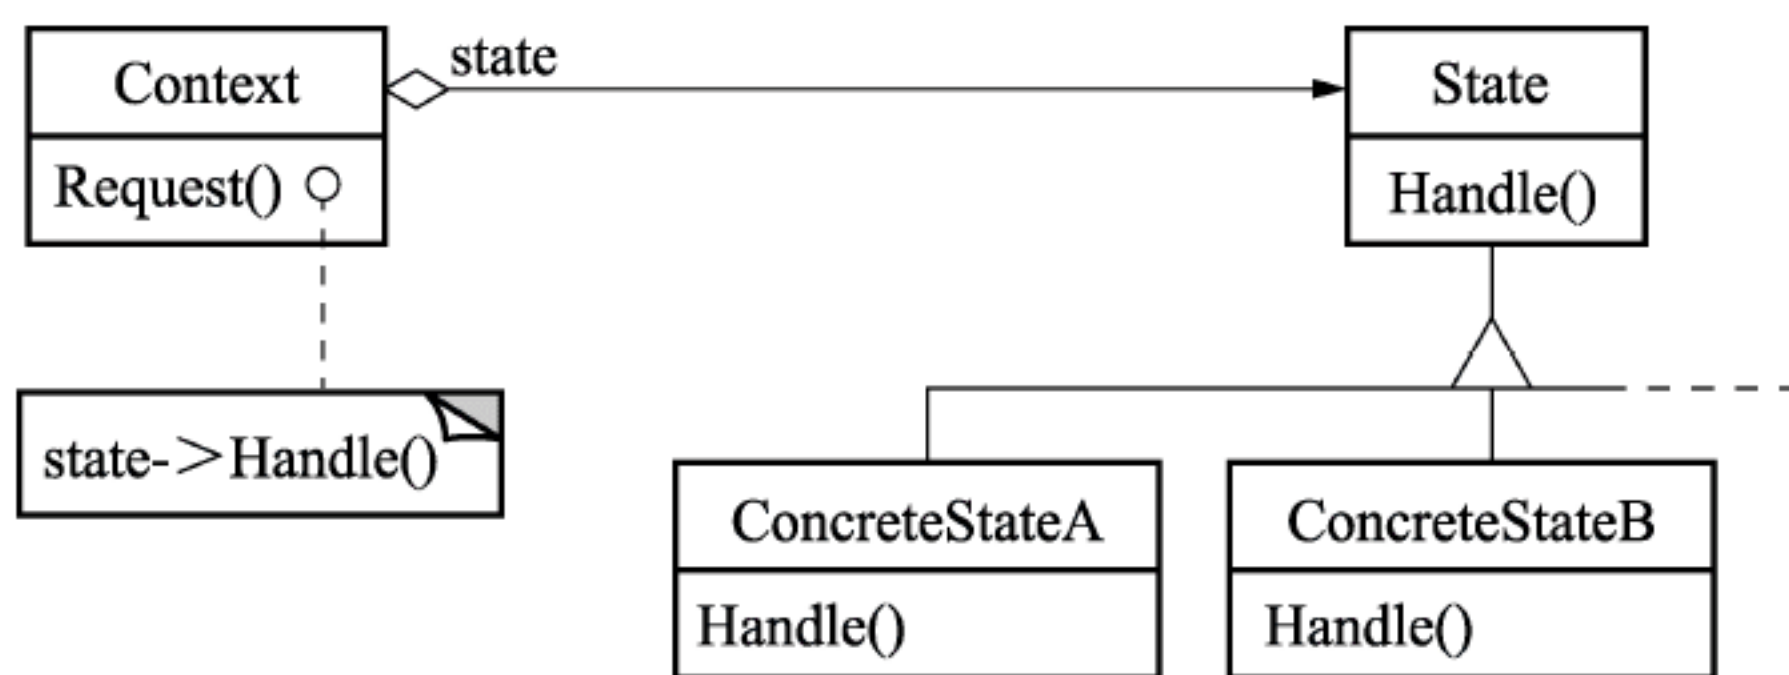 Context
state
State
Request()
Handle()
state->Handle()
ConcreteStateA
ConcreteStateB
Handle()
Handle()